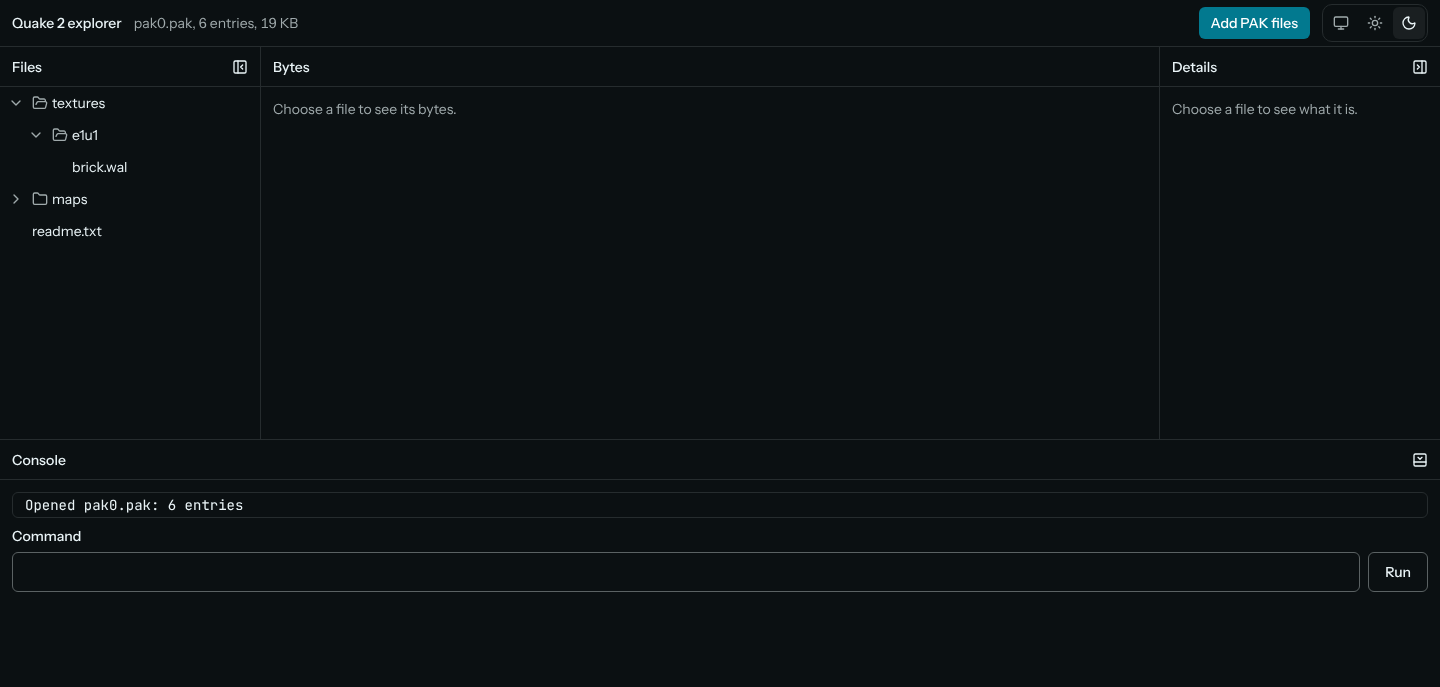 Quake 2 explorer pak0.pak, 6 entries, 19 KB Add PAK files
Files
Bytes
Details
textures
e1u1
brick.wal
maps
readme.txt
Choose a file to see its bytes.
Choose a file to see what it is.
Console
Opened pak0.pak: 6 entries
Command
Run